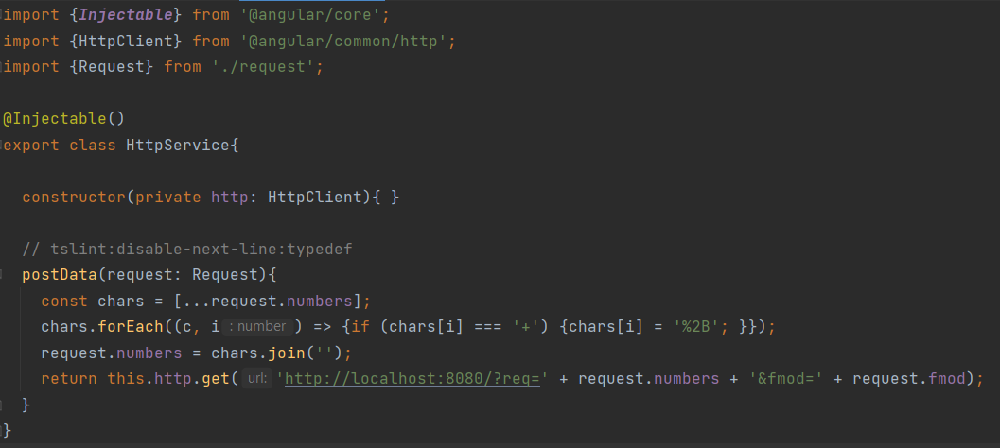 import {Injectable} from '@angular/core';
import {HttpClient} from '@angular/common/http';
import {Request} from './request';
@Injectable()
export class HttpService{
constructor(private http: HttpClient){ }
// tslint:disable-next-line:typedef
postData(request: Request){
const chars = [...request.numbers];
chars.forEach((c, i : number ) => {if (chars[i] === '+') {chars[i] = '%2B'; }});
request.numbers = chars.join('');
return this.http.get( url: 'http://localhost:8080/?req=' + request.numbers + '&fmod=' + request.fmod);
}
}